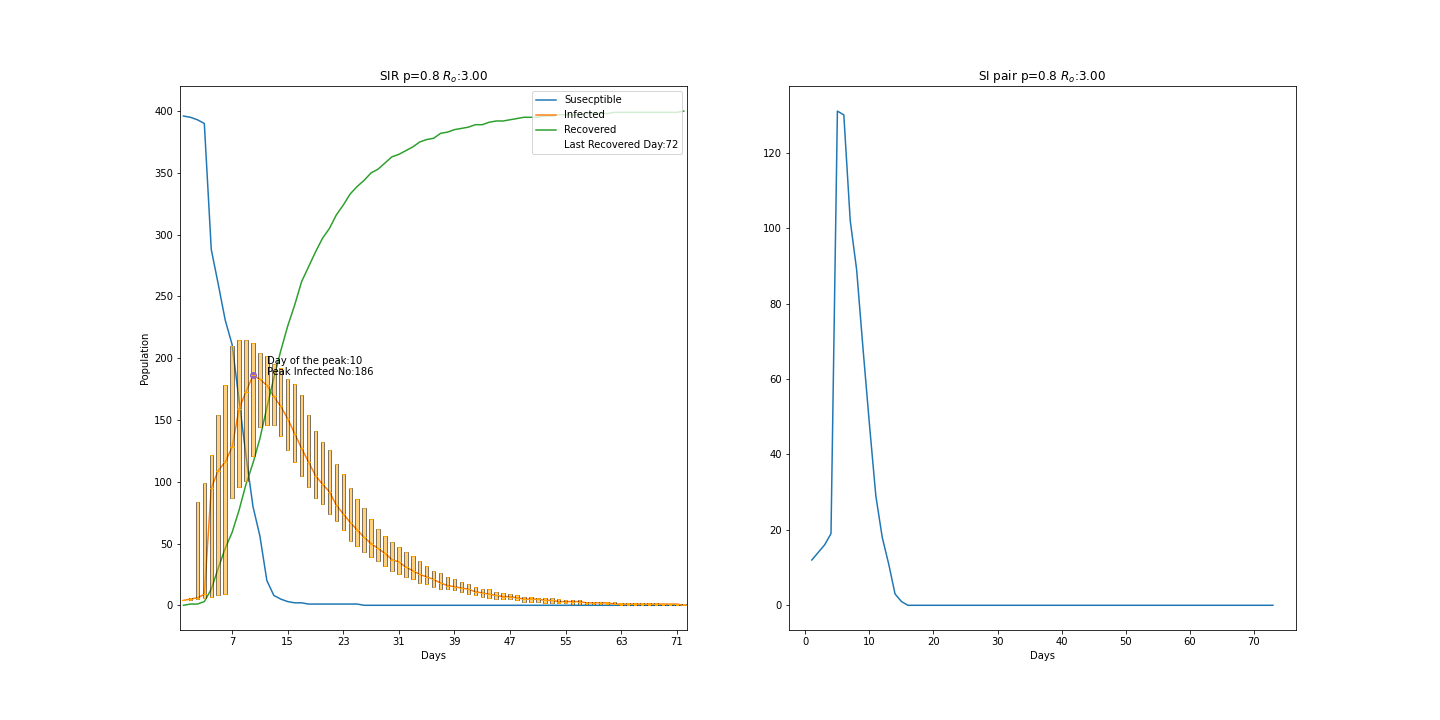 SIR p=0.8 Rₒ:3.00
400
350
300
250
200
150
100
50
0
Population
Susecptible
Infected
Recovered
Last Recovered Day:72
Day of the peak:10
Peak Infected No:186
7 15 23 31 39 47 55 63 71
Days
SI pair p=0.8 Rₒ:3.00
120
100
80
60
40
20
0
0 10 20 30 40 50 60 70
Days